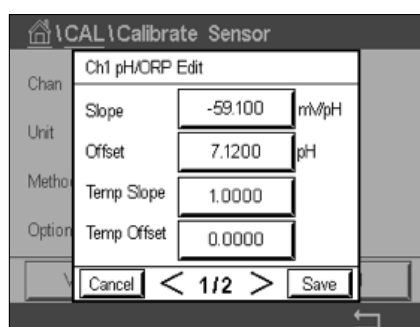 \CAL\Calibrate Sensor
Ch1 pH/ORP Edit
Chan
Slope -59.100 mV/pH
Unit
Offset 7.1200 pH
Temp Slope 1.0000
Option
Temp Offset 0.0000
Cancel < 1/2 > Save